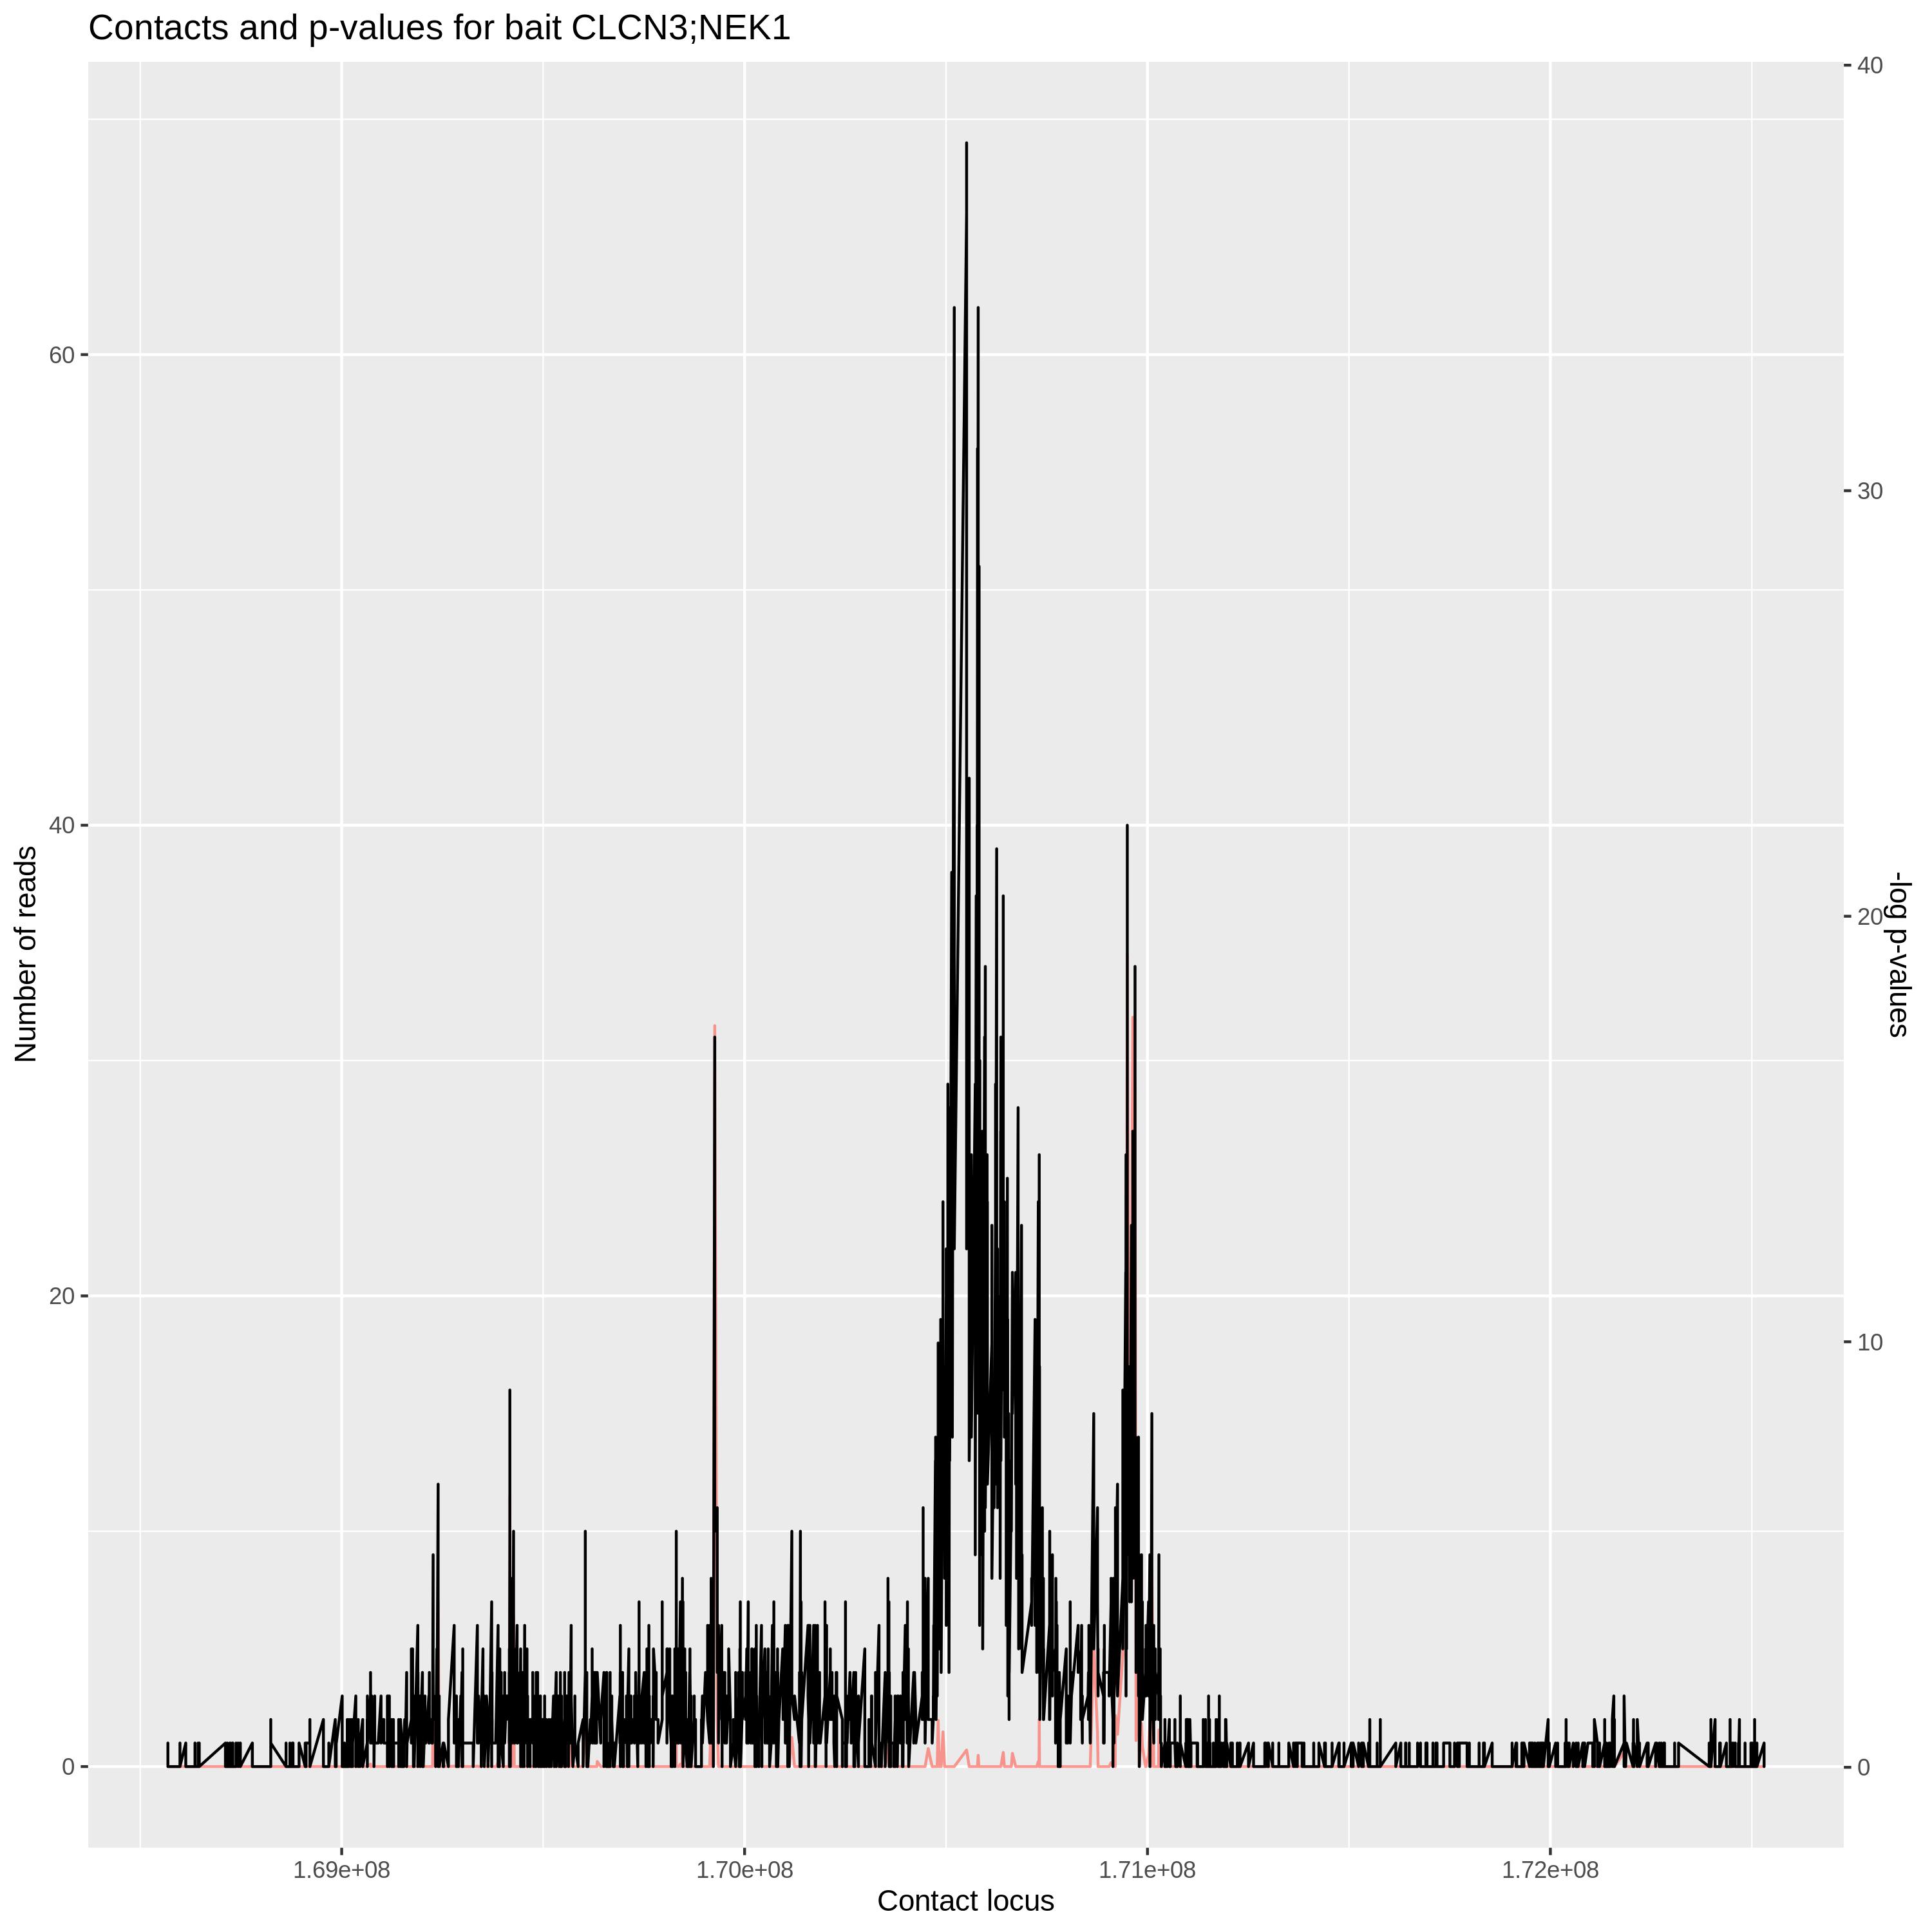 Contacts and p-values for bait CLCN3;NEK1
Number of reads
60
40
20
0
40
30
20
10
0
-log p-values
1.69e+08 1.70e+08 1.71e+08 1.72e+08
Contact locus